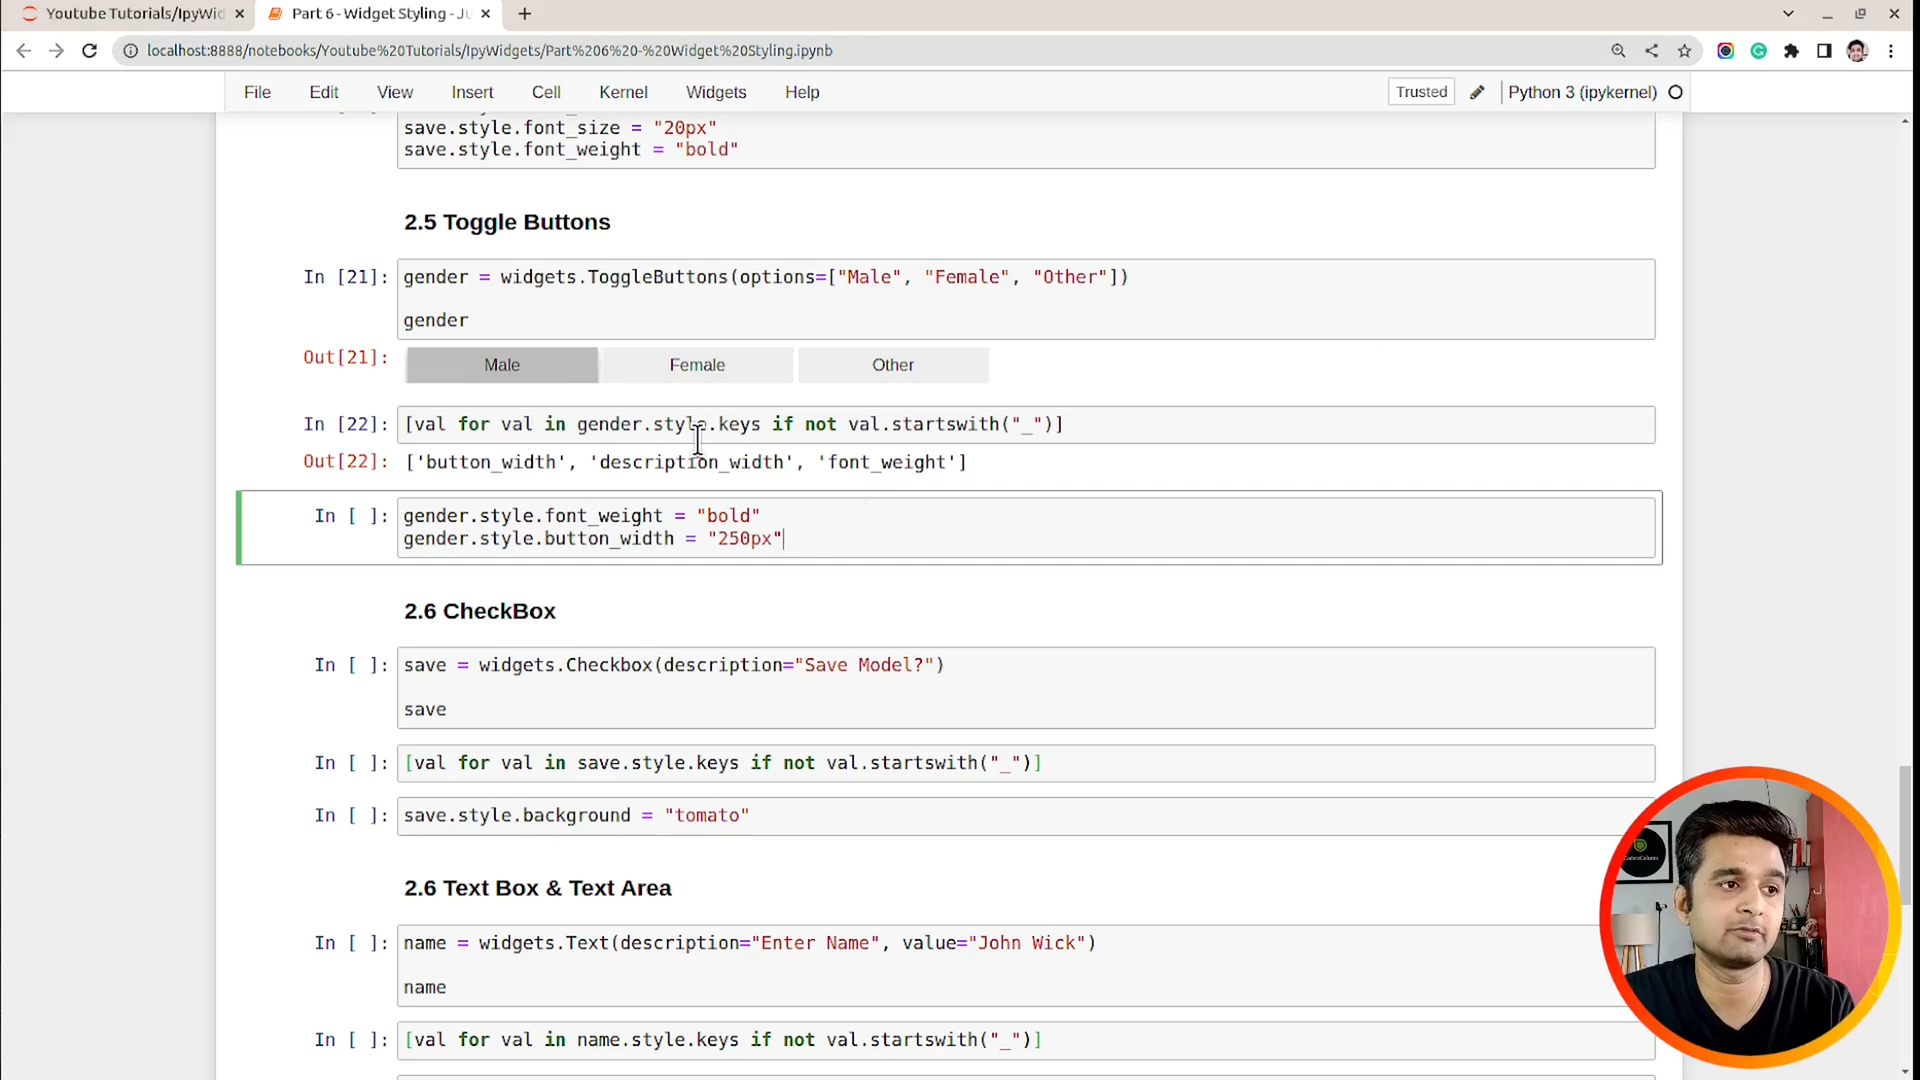 Youtube Tutorials/IpyWid
Part 6 - Widget Styling - Ju
localhost:8888/notebooks/Youtube%20Tutorials/IpyWidgets/Part%206%20-%20Widget%20Styling.ipynb
File Edit View Insert Cell Kernel Widgets Help Trusted Python 3 (ipykernel)
save.style.font_size = "20px"
save.style.font_weight = "bold"
2.5 Toggle Buttons
In [21]: gender = widgets.ToggleButtons(options=["Male", "Female", "Other"])
gender
Out[21]: Male Female Other
In [22]: [val for val in gender.style.keys if not val.startswith("_")]
Out[22]: ['button_width', 'description_width', 'font_weight']
In [ ]: gender.style.font_weight = "bold"
gender.style.button_width = "250px"
2.6 CheckBox
In [ ]: save = widgets.Checkbox(description="Save Model?")
save
In [ ]: [val for val in save.style.keys if not val.startswith("_")]
In [ ]: save.style.background = "tomato"
2.6 Text Box & Text Area
In [ ]: name = widgets.Text(description="Enter Name", value="John Wick")
name
In [ ]: [val for val in name.style.keys if not val.startswith("_")]